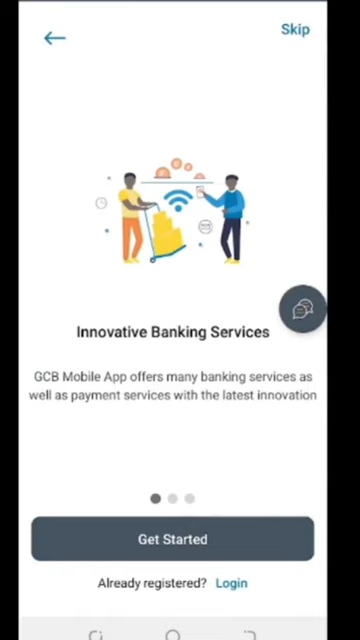 Skip
Innovative Banking Services
GCB Mobile App offers many banking services as
well as payment services with the latest innovation
Get Started
Already registered? Login